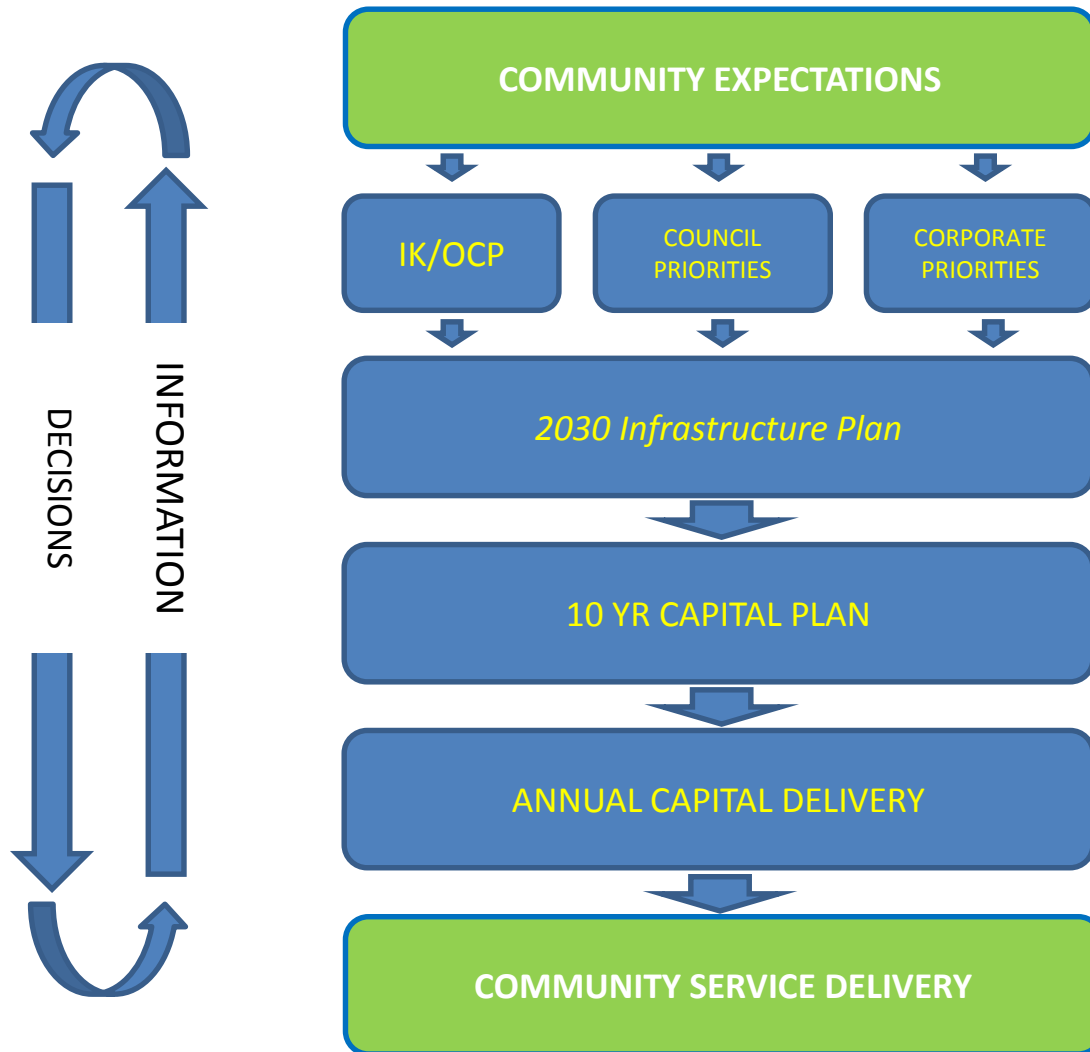 COMMUNITY EXPECTATIONS
IK/OCP
COUNCIL
PRIORITIES
CORPORATE
PRIORITIES
2030 Infrastructure Plan
10 YR CAPITAL PLAN
ANNUAL CAPITAL DELIVERY
COMMUNITY SERVICE DELIVERY
DECISIONS
INFORMATION